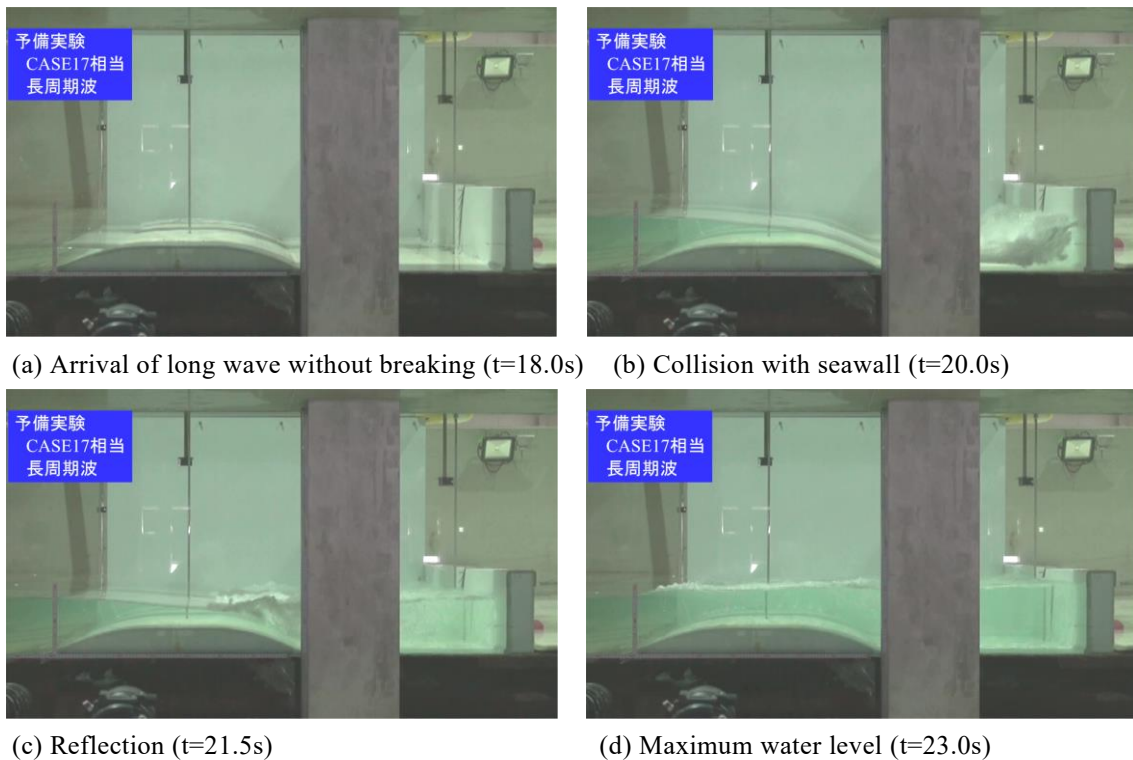 予備実験
CASE17相当
長周期波
予備実験
CASE17相当
長周期波
(a) Arrival of long wave without breaking (t=18.0s)
(b) Collision with seawall (t=20.0s)
予備実験
CASE17相当
長周期波
予備実験
CASE17相当
長周期波
(c) Reflection (t=21.5s)
(d) Maximum water level (t=23.0s)